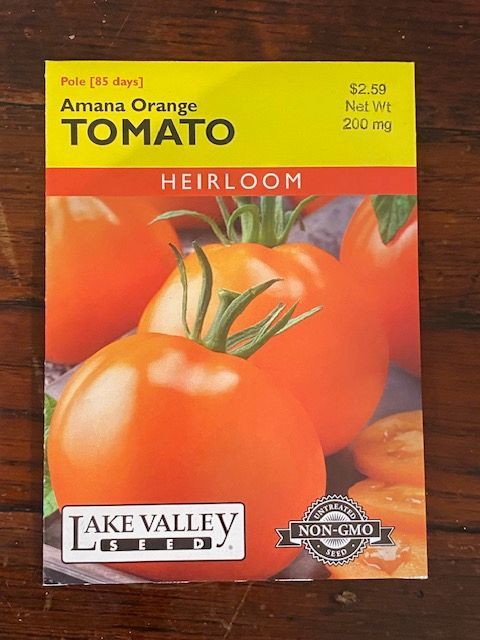 Pole [85 days]
Amana Orange
TOMATO
$2.59
Net Wt
200 mg
HEIRLOOM
LAKE VALLEY
SEED®
UNTREATED
NON-GMO
SEED